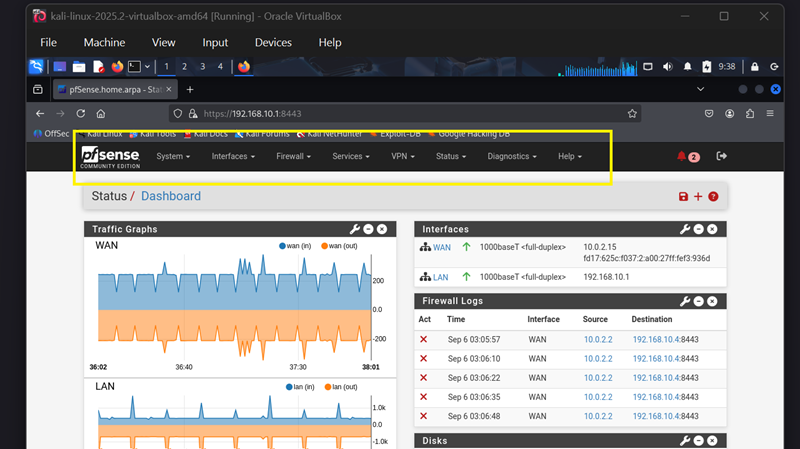 kali-linux-2025.2-virtualbox-amd64 [Running] - Oracle VirtualBox
File Machine View Input Devices Help
1 2 3 4 9:38
pfSense.home.arpa - Stat
https://192.168.10.1:8443
OffSec Kali Linux Kali Tools Kali Docs Kali Forums Kali NetHunter Exploit-DB Google Hacking DB
pfsense COMMUNITY EDITION System Interfaces Firewall Services VPN Status Diagnostics Help 2
Status / Dashboard
Traffic Graphs
WAN
wan (in) wan (out)
200
0.0
-200
36:02 36:40 37:30 38:01
LAN
lan (in) lan (out)
1.0k
0.0
-1.0k
Interfaces
WAN 1000baseT <full-duplex> 10.0.2.15
fd17:625c:f037:2:a00:27ff:fef3:936d
LAN 1000baseT <full-duplex> 192.168.10.1
Firewall Logs
Act Time Interface Source Destination
Sep 6 03:05:57 WAN 10.0.2.2 192.168.10.4:8443
Sep 6 03:06:10 WAN 10.0.2.2 192.168.10.4:8443
Sep 6 03:06:22 WAN 10.0.2.2 192.168.10.4:8443
Sep 6 03:06:35 WAN 10.0.2.2 192.168.10.4:8443
Sep 6 03:06:48 WAN 10.0.2.2 192.168.10.4:8443
Disks